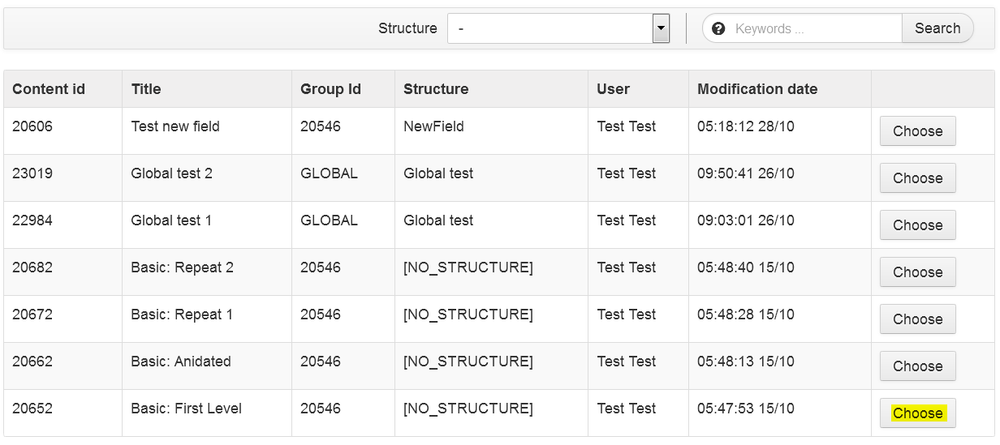 Structure - Keywords ... Search
Content id Title Group Id Structure User Modification date
20606 Test new field 20546 NewField Test Test 05:18:12 28/10 Choose
23019 Global test 2 GLOBAL Global test Test Test 09:50:41 26/10 Choose
22984 Global test 1 GLOBAL Global test Test Test 09:03:01 26/10 Choose
20682 Basic: Repeat 2 20546 [NO_STRUCTURE] Test Test 05:48:40 15/10 Choose
20672 Basic: Repeat 1 20546 [NO_STRUCTURE] Test Test 05:48:28 15/10 Choose
20662 Basic: Anidated 20546 [NO_STRUCTURE] Test Test 05:48:13 15/10 Choose
20652 Basic: First Level 20546 [NO_STRUCTURE] Test Test 05:47:53 15/10 Choose